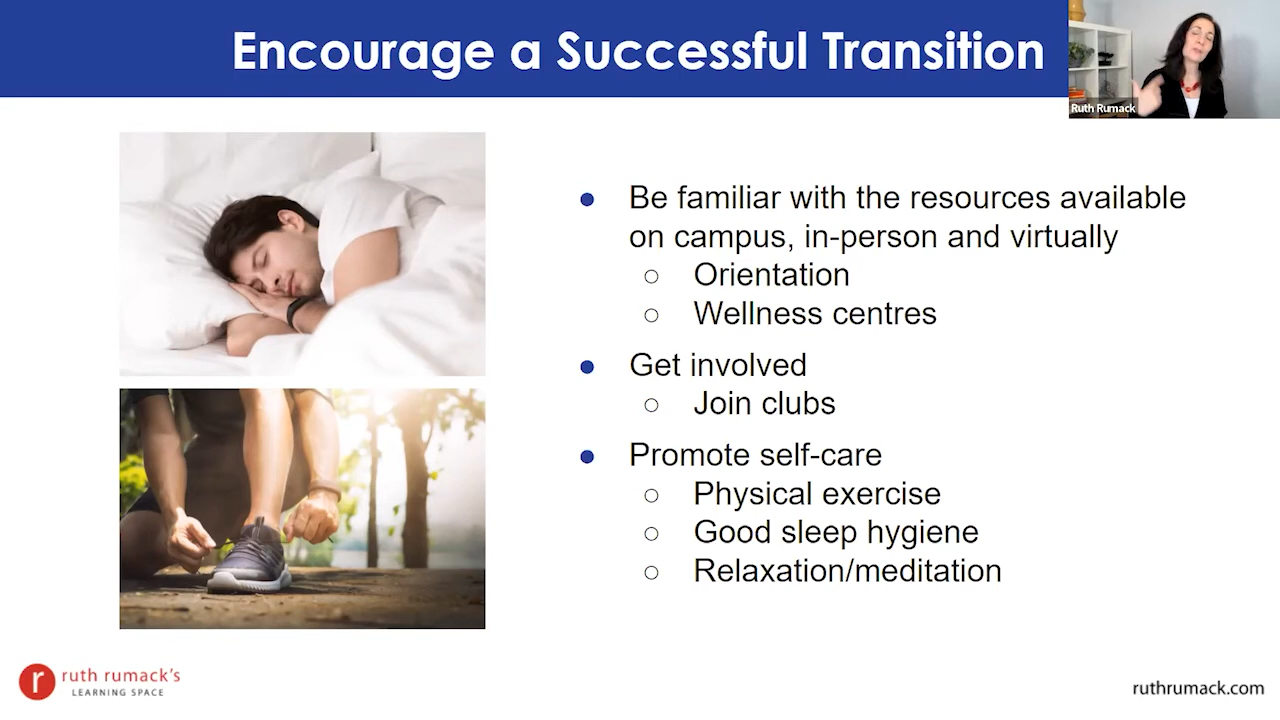 Encourage a Successful Transition
Ruth Rumack
● Be familiar with the resources available
on campus, in-person and virtually
○ Orientation
○ Wellness centres
● Get involved
○ Join clubs
● Promote self-care
○ Physical exercise
○ Good sleep hygiene
○ Relaxation/meditation
r ruth rumack's
LEARNING SPACE
ruthrumack.com